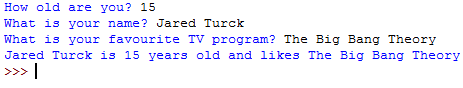 How old are you? 15
What is your name? Jared Turck
What is your favourite TV program? The Big Bang Theory
Jared Turck is 15 years old and likes The Big Bang Theory
>>>